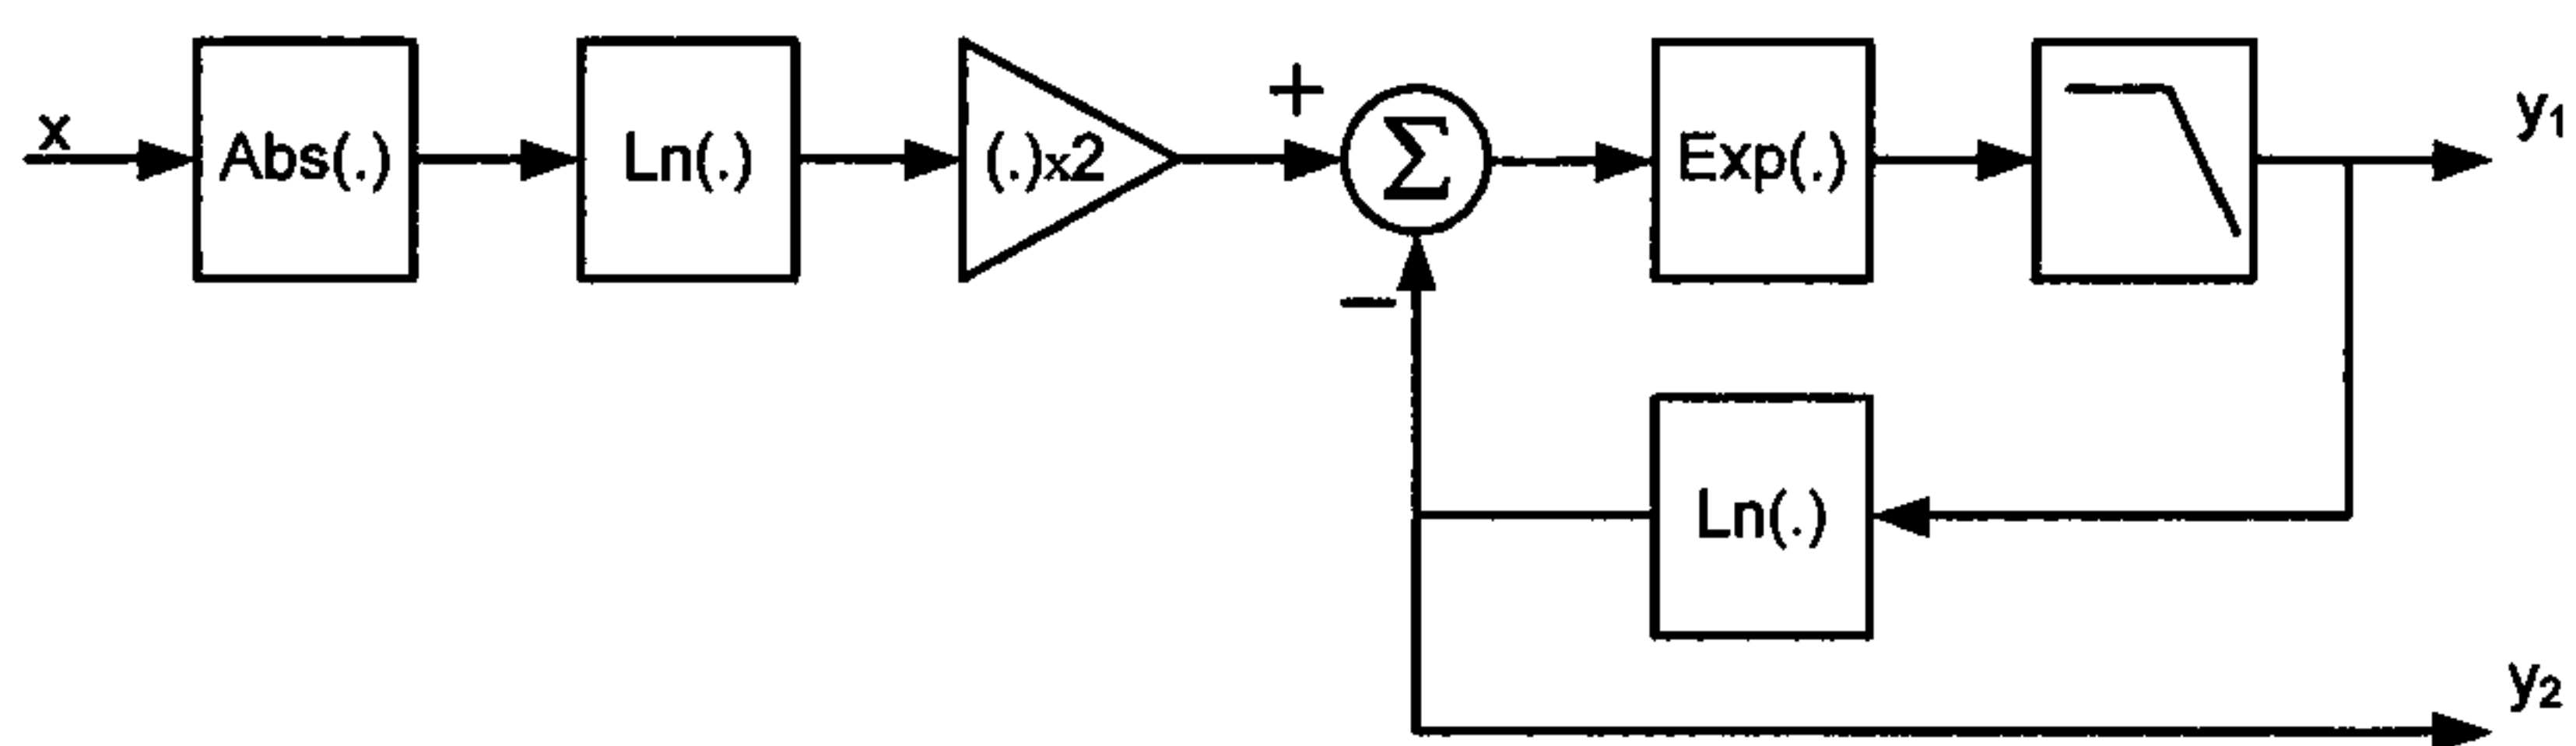 x
Abs(.)
Ln(.)
(.)x2
+
Σ
−
Exp(.)
y₁
Ln(.)
y₂